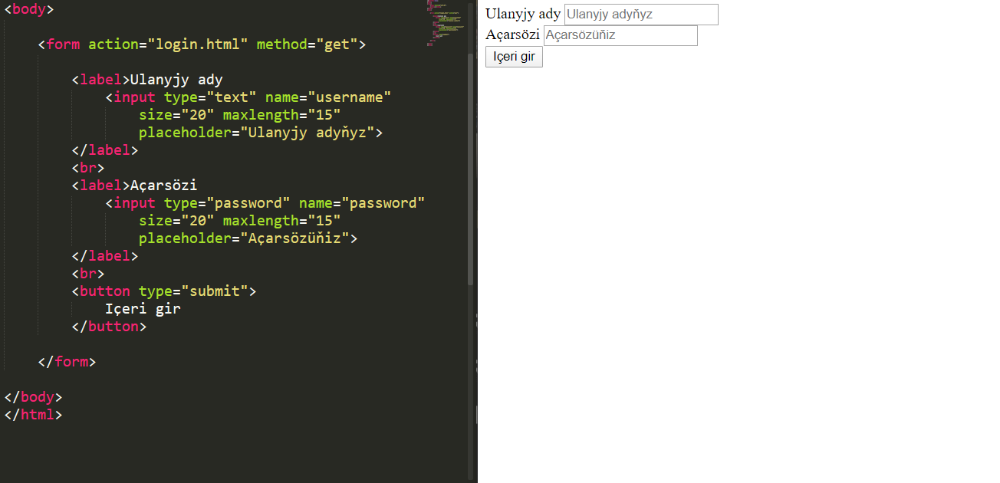 <body>
<form action="login.html" method="get">
<label>Ulanyjy ady
<input type="text" name="username"
size="20" maxlength="15"
placeholder="Ulanyjy adyňyz">
</label>
<br>
<label>Açarsözi
<input type="password" name="password"
size="20" maxlength="15"
placeholder="Açarsözüňiz">
</label>
<br>
<button type="submit">
Içeri gir
</button>
</form>
</body>
</html>
Ulanyjy ady Ulanyjy adyňyz
Açarsözi Açarsözüňiz
Içeri gir